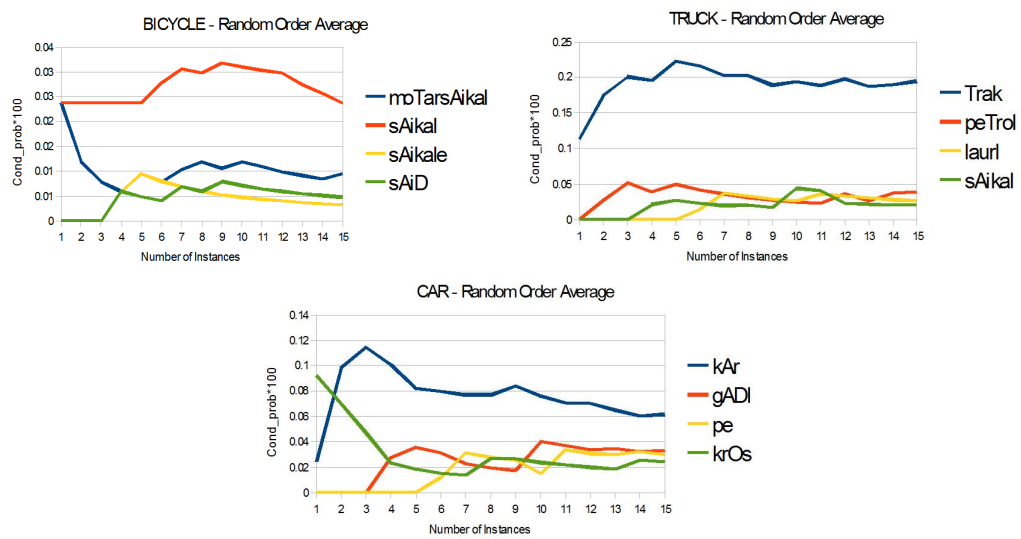 BICYCLE - Random Order Average
0.04
0.03
0.03
0.02
0.02
0.01
0.01
0.00
0.00
Cond_prob*100
1 2 3 4 5 6 7 8 9 10 11 12 13 14 15
Number of Instances
moTarsAikal
sAikal
sAikale
sAiD
TRUCK - Random Order Average
0.25
0.2
0.15
0.1
0.05
0
Cond_prob*100
1 2 3 4 5 6 7 8 9 10 11 12 13 14 15
Number of Instances
Trak
peTrol
laurI
sAikal
CAR - Random Order Average
0.14
0.12
0.1
0.08
0.06
0.04
0.02
0
Cond_prob*100
1 2 3 4 5 6 7 8 9 10 11 12 13 14 15
Number of Instances
kAr
gADI
pe
krOs